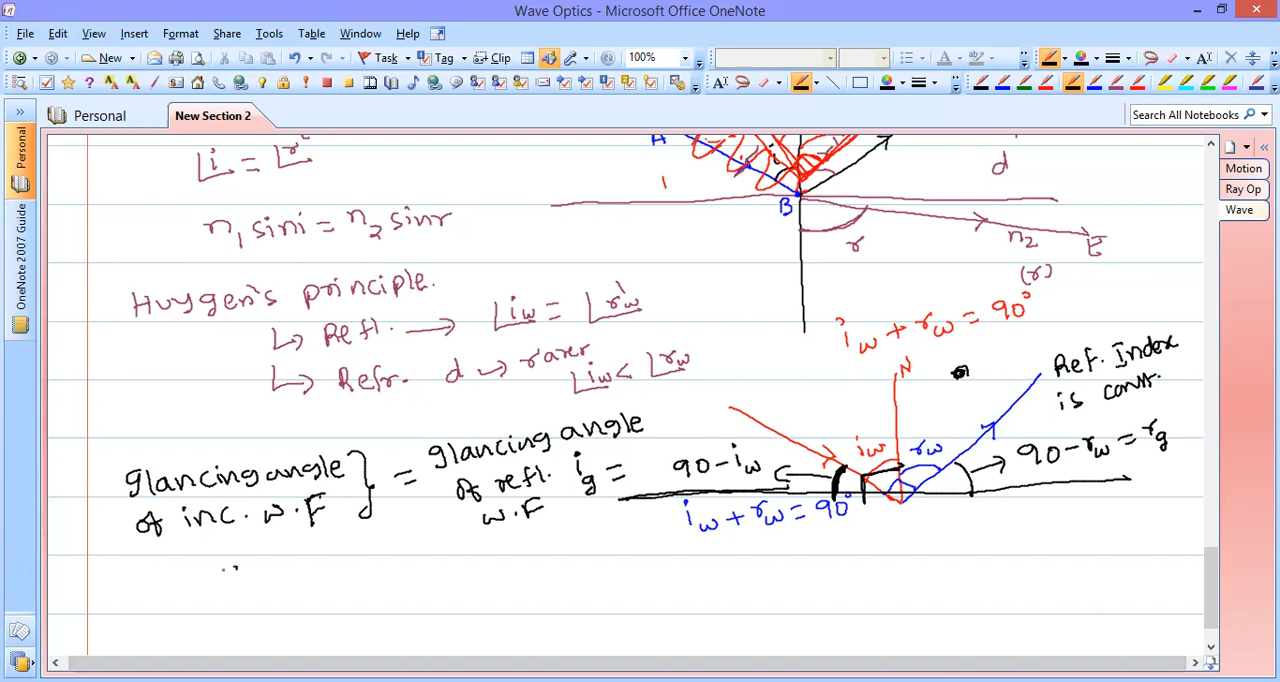 Wave Optics - Microsoft Office OneNote
File Edit View Insert Format Share Tools Table Window Help
New Task Tag Clip 100%
Personal New Section 2 Search All Notebooks
Personal
OneNote 2007 Guide
Motion
Ray Op
Wave
A
i
d
∠i = ∠r'
B
n₁ sini = n₂ sinr
r
n₂
E
(r)
Huygen's principle.
↳ Refl. → ∠iw = ∠r'w
iw + rw = 90°
↳ Refr. d → rarer
∠iw < ∠rw
N
Ref. Index
is const.
glancing angle
of inc. W.F } = glancing angle
of refl.
W.F
ig = 90-iw
iw
rw
90-rw = rg
iw + rw = 90°